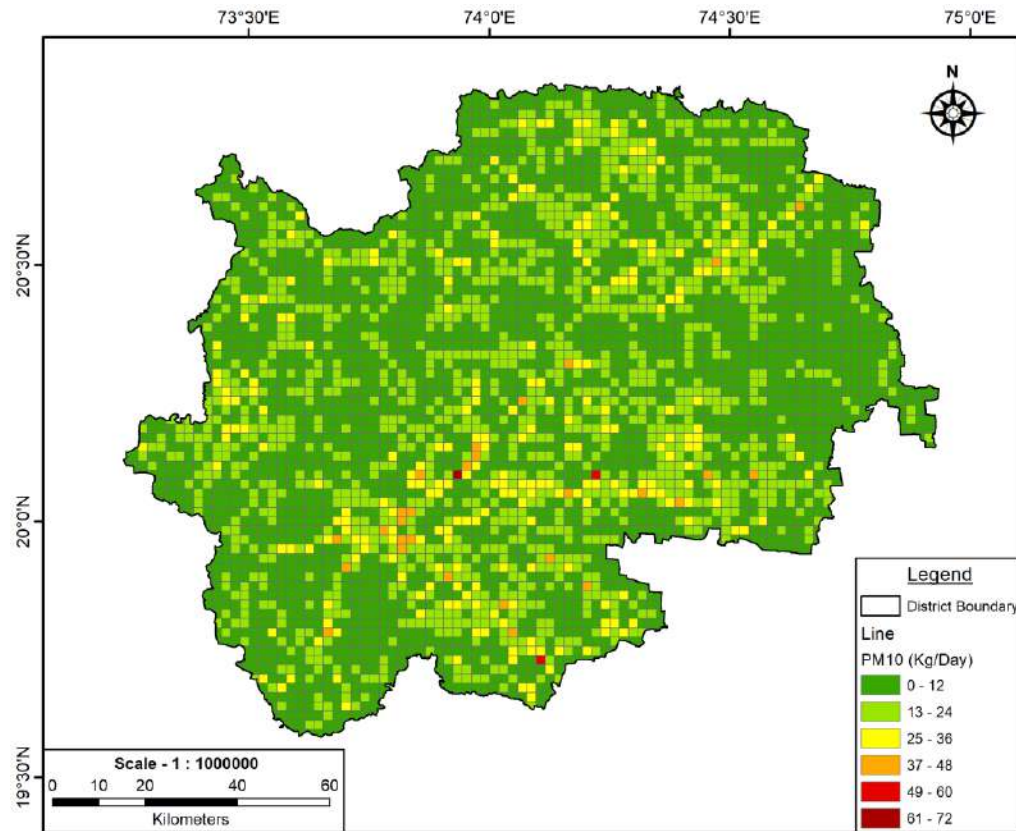 73°30'E 74°0'E 74°30'E 75°0'E
N
20°30'N
20°0'N
19°30'N
Legend
District Boundary
Line
PM10 (Kg/Day)
0 - 12
13 - 24
25 - 36
37 - 48
49 - 60
61 - 72
Scale - 1 : 1000000
0 10 20 40 60
Kilometers